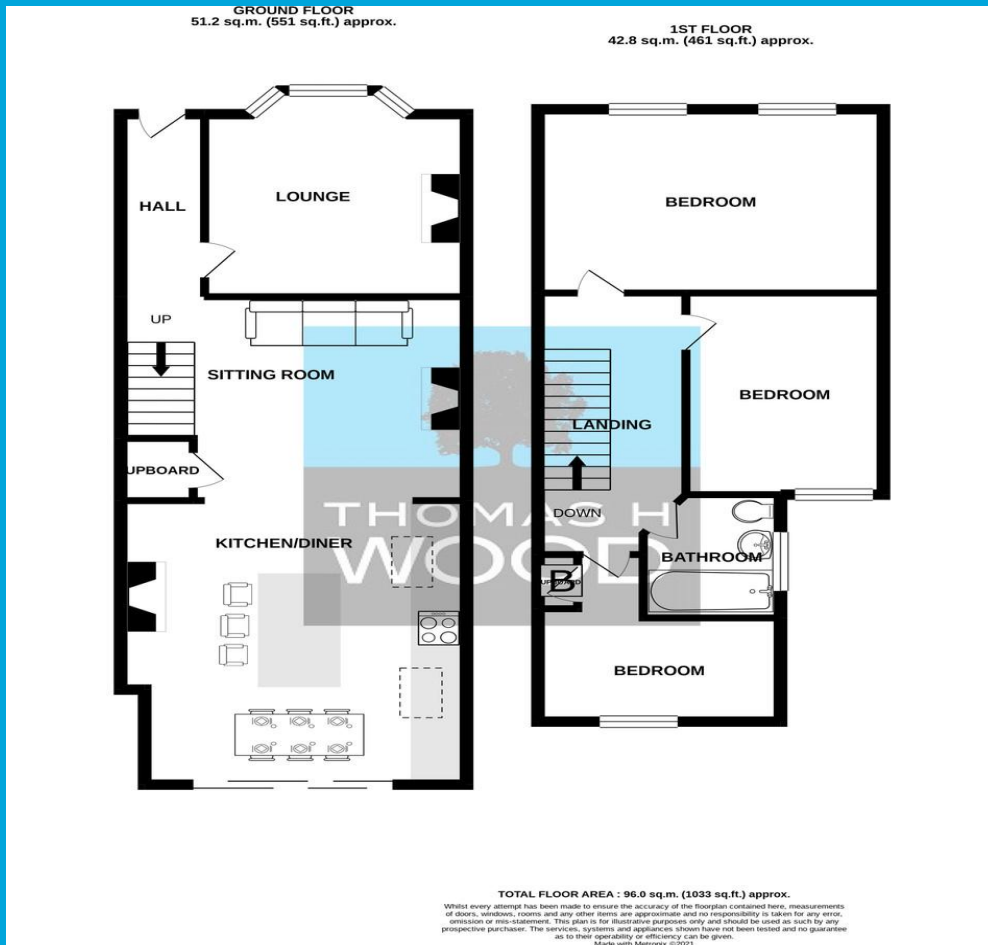 GROUND FLOOR
51.2 sq.m. (551 sq.ft.) approx.
1ST FLOOR
42.8 sq.m. (461 sq.ft.) approx.
HALL
LOUNGE
UP
SITTING ROOM
UPBOARD
KITCHEN/DINER
BEDROOM
BEDROOM
LANDING
DOWN
BATHROOM
B
BEDROOM
THOMAS H
WOOD
TOTAL FLOOR AREA : 96.0 sq.m. (1033 sq.ft.) approx.
Whilst every attempt has been made to ensure the accuracy of the floorplan contained here, measurements
of doors, windows, rooms and any other items are approximate and no responsibility is taken for any error,
omission or mis-statement. This plan is for illustrative purposes only and should be used as such by any
prospective purchaser. The services, systems and appliances shown have not been tested and no guarantee
as to their operability or efficiency can be given.
Made with Metropix ©2021